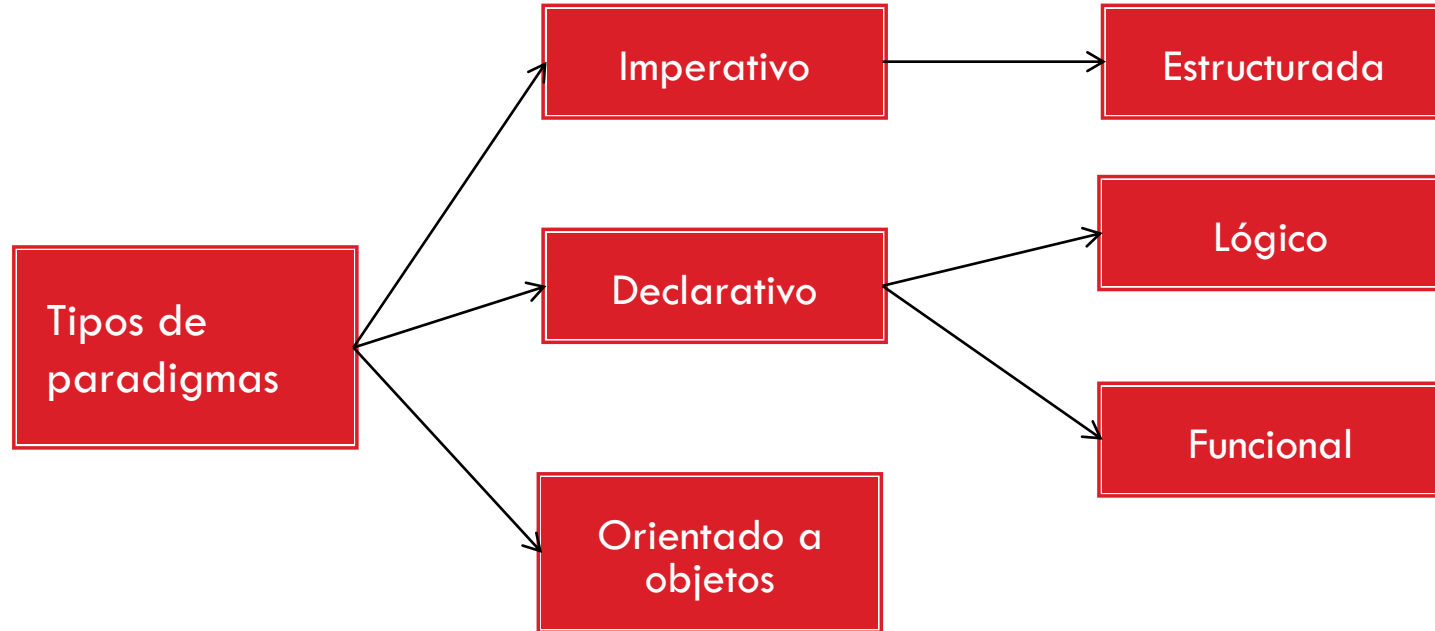 Tipos de
paradigmas
Imperativo
Declarativo
Orientado a
objetos
Estructurada
Lógico
Funcional